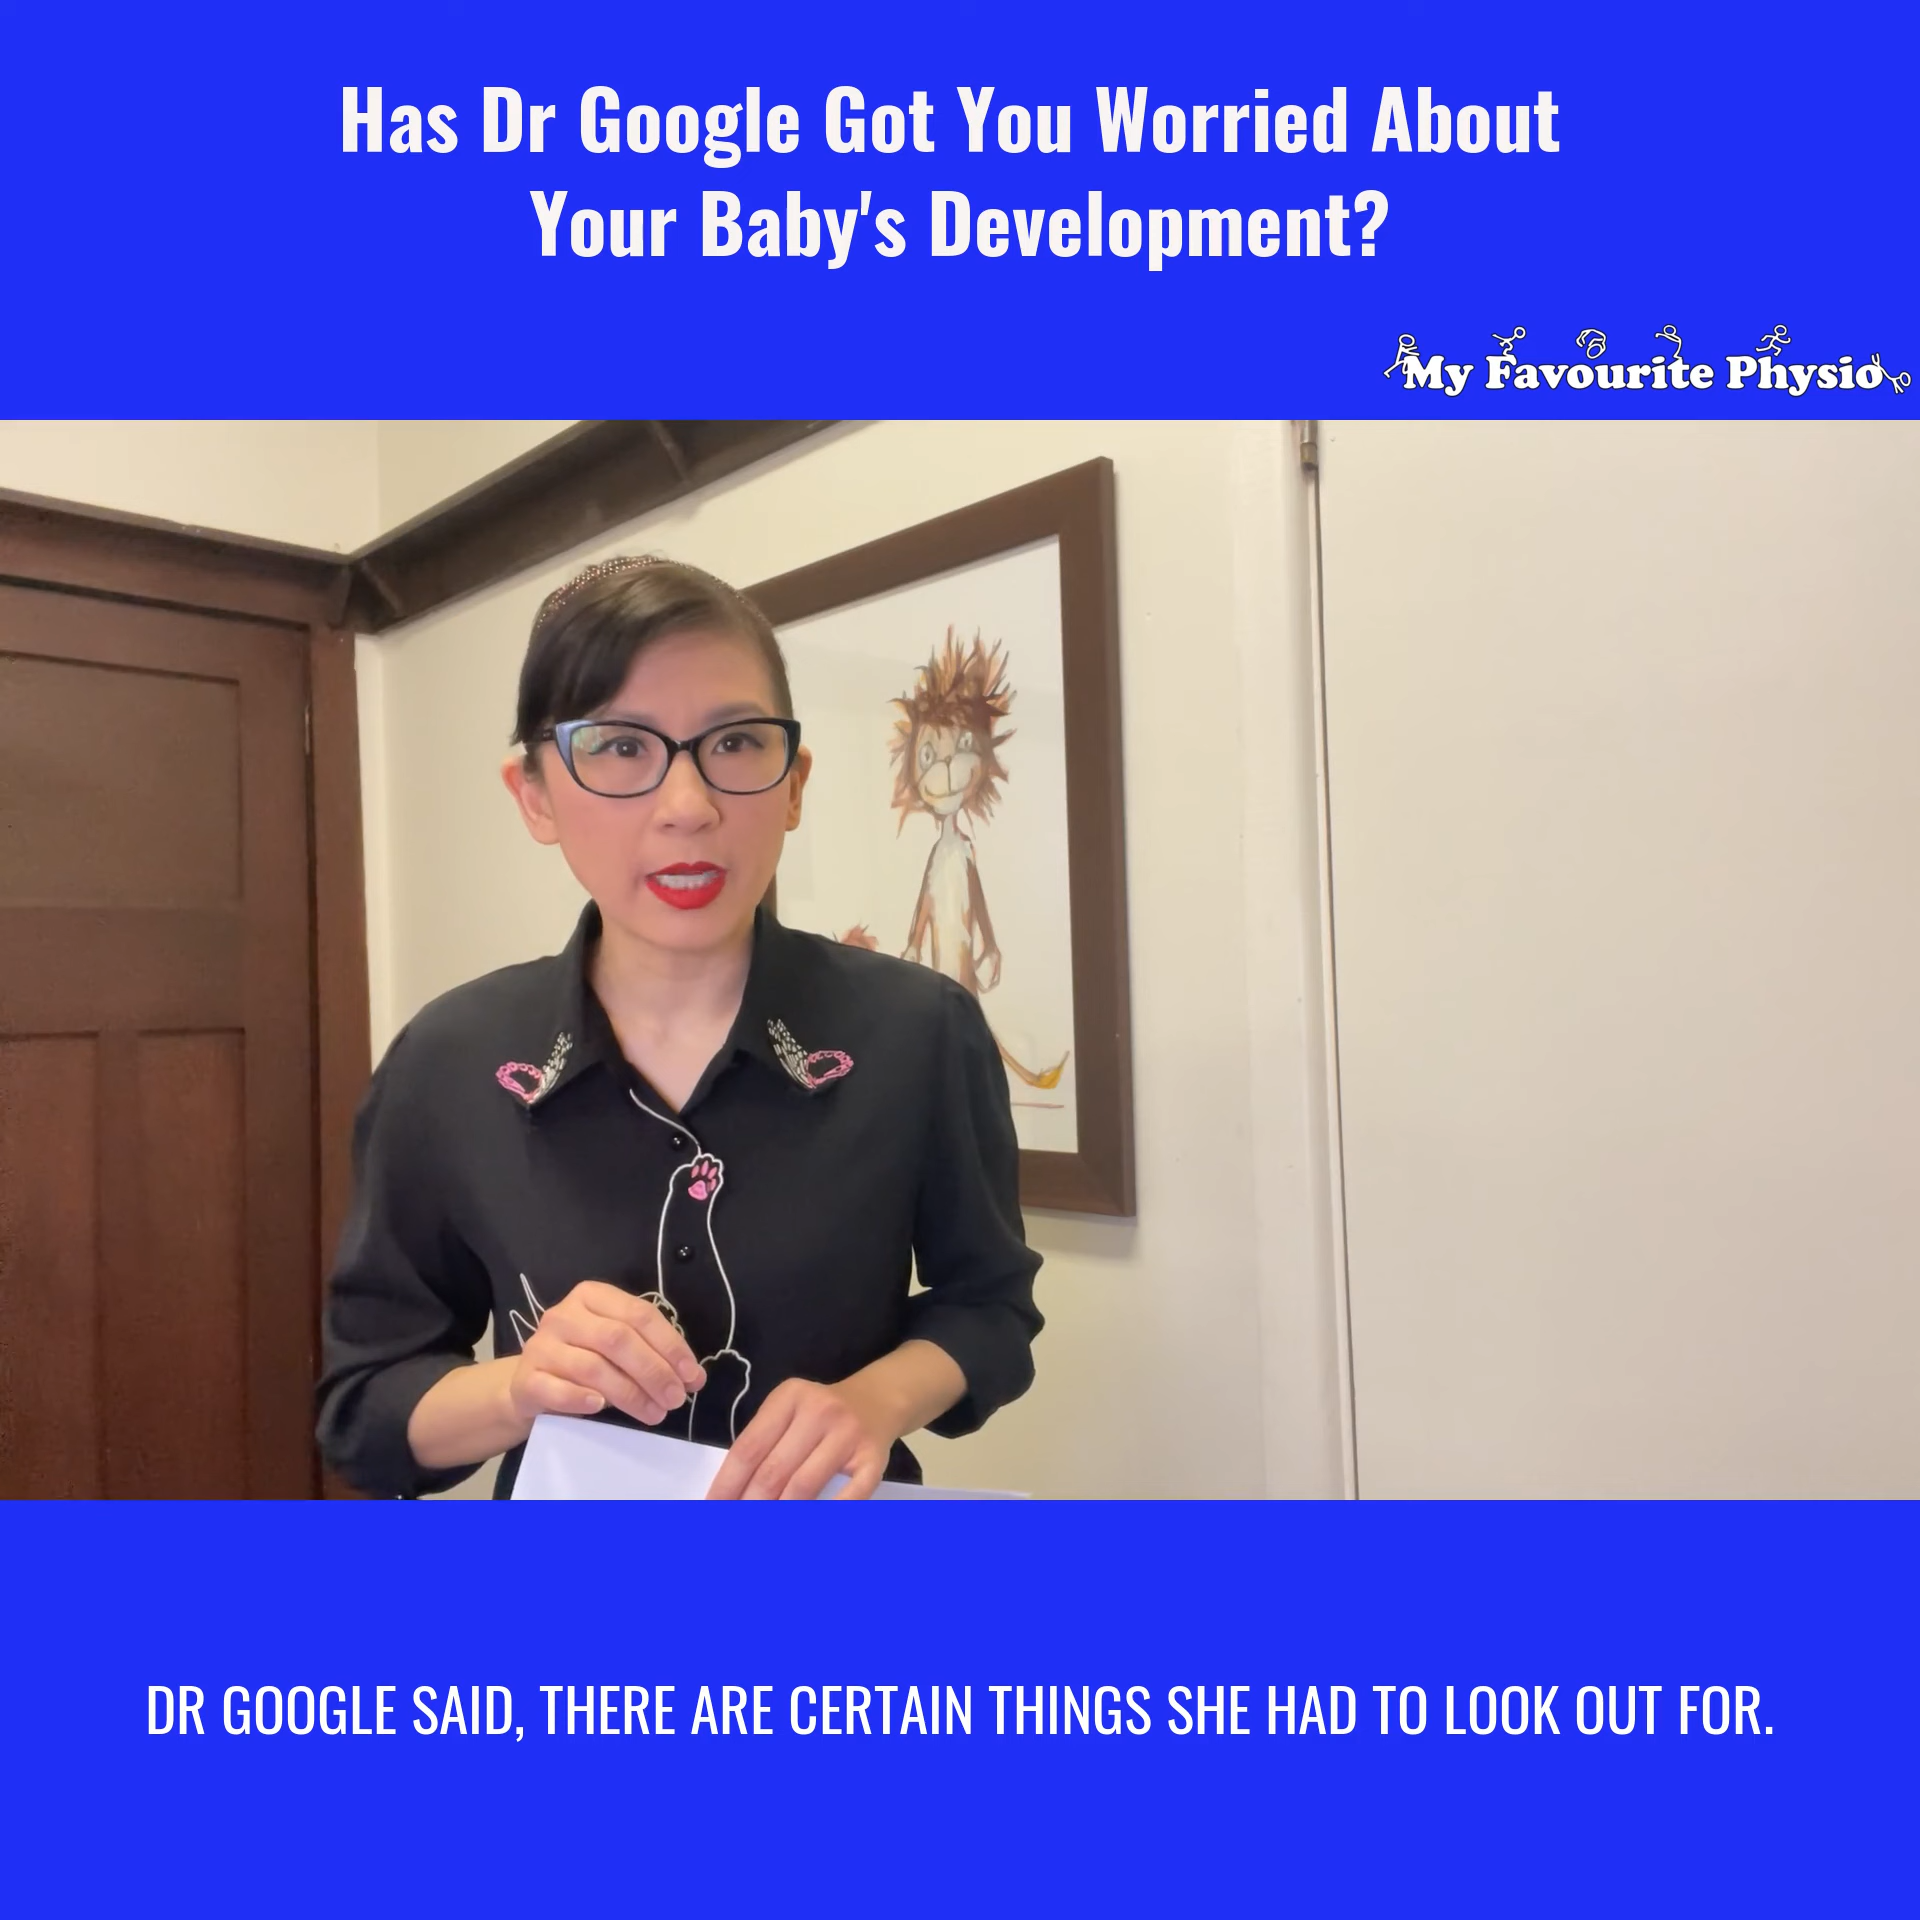 Has Dr Google Got You Worried About
Your Baby's Development?
My Favourite Physio
DR GOOGLE SAID, THERE ARE CERTAIN THINGS SHE HAD TO LOOK OUT FOR.